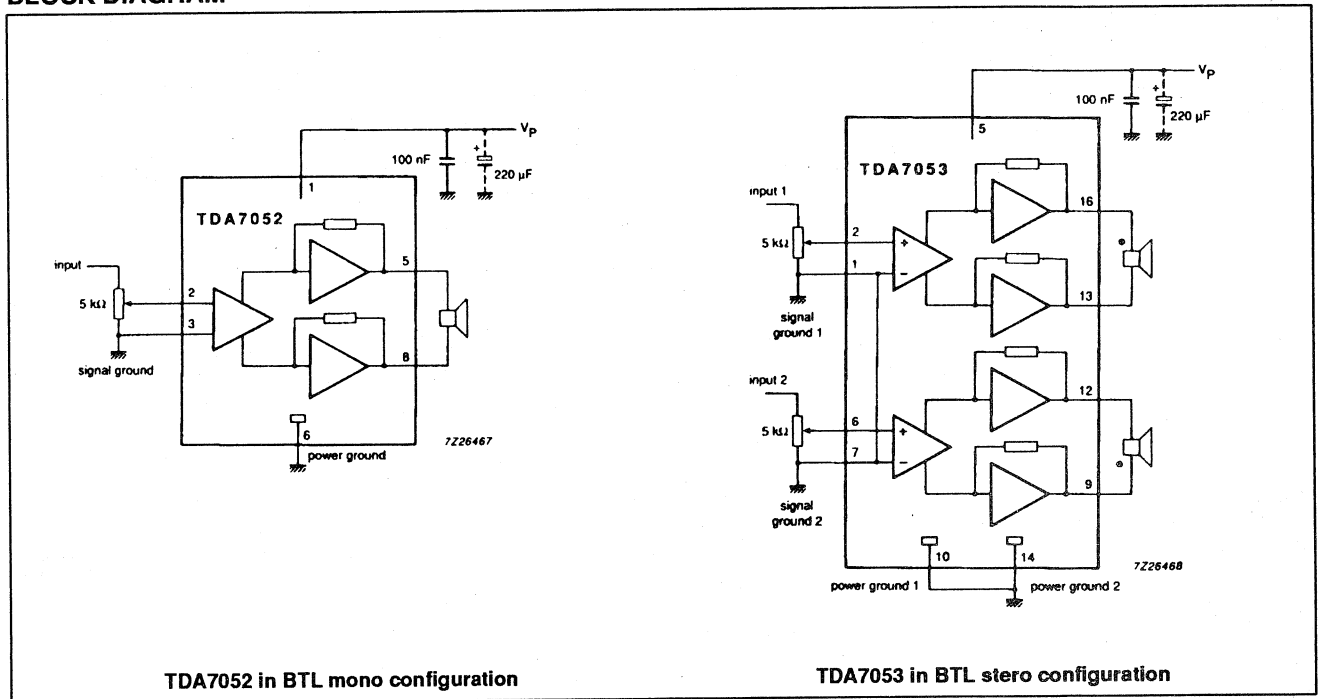 BLOCK DIAGRAM
VP
100 nF
+
220 µF
1
TDA7052
input
5 kΩ
2
3
signal ground
5
8
6
power ground
7Z26467
TDA7052 in BTL mono configuration
VP
100 nF
+
220 µF
5
TDA7053
input 1
5 kΩ
2
+
1
−
signal
ground 1
16
13
input 2
5 kΩ
6
+
7
−
signal
ground 2
12
9
10
14
power ground 1
power ground 2
7Z26468
TDA7053 in BTL stero configuration